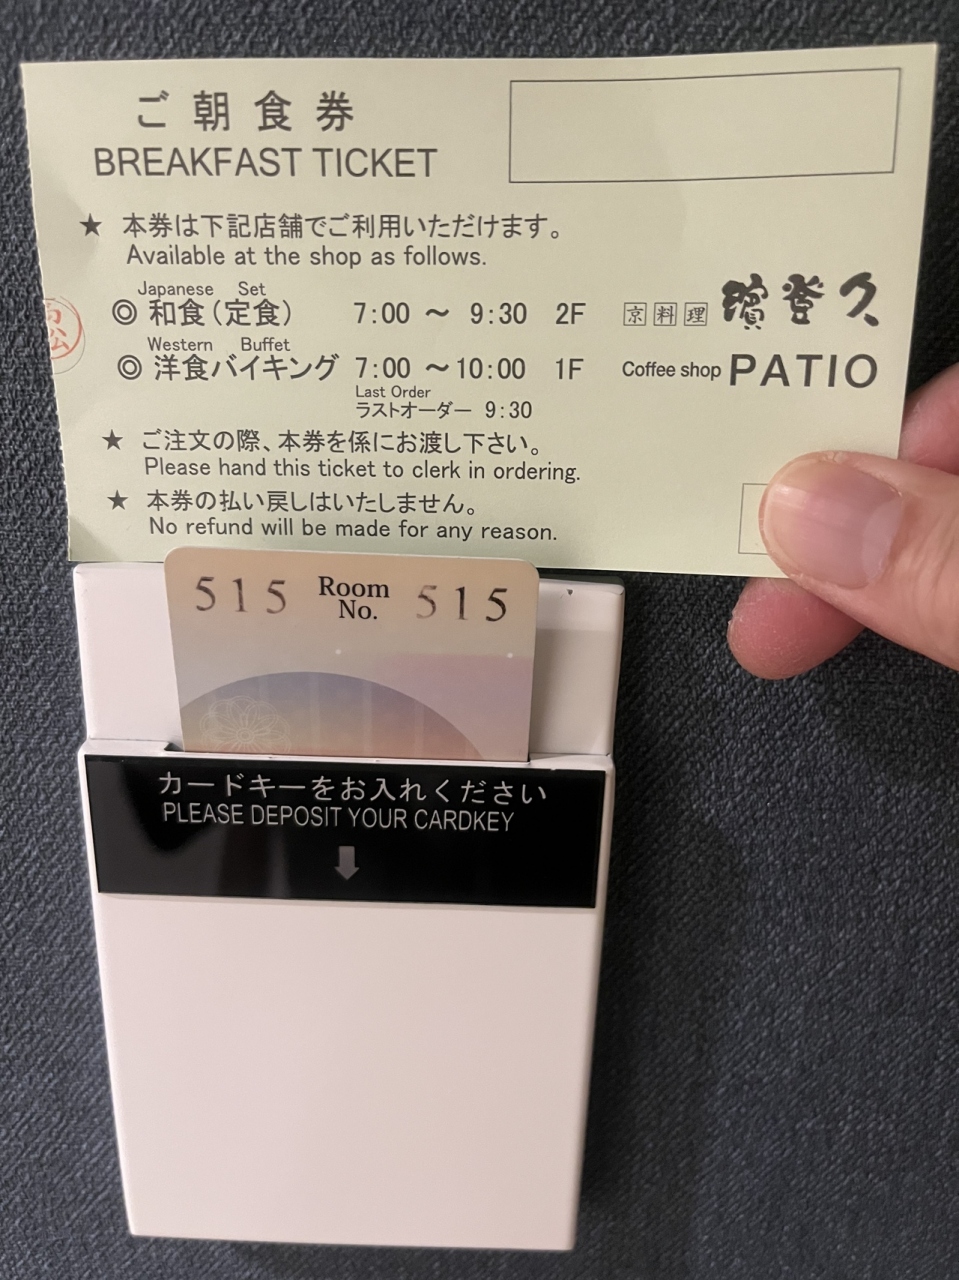 ご朝食券
BREAKFAST TICKET
★ 本券は下記店舗でご利用いただけます。
Available at the shop as follows.
Japanese Set
◎ 和食(定食) 7:00 〜 9:30 2F 京料理 濱登久
Western Buffet
◎ 洋食バイキング 7:00 〜10:00 1F Coffee shop PATIO
Last Order
ラストオーダー 9:30
★ ご注文の際、本券を係にお渡し下さい。
Please hand this ticket to clerk in ordering.
★ 本券の払い戻しはいたしません。
No refund will be made for any reason.
515 Room No. 515
カードキーをお入れください
PLEASE DEPOSIT YOUR CARDKEY